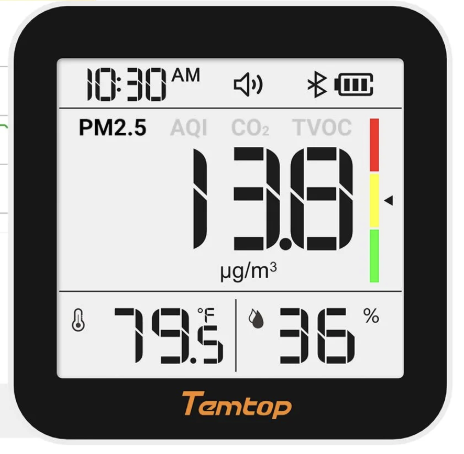 10:30 AM
PM2.5 AQI CO₂ TVOC
13.8
µg/m³
79.5 °F 36 %
Temtop